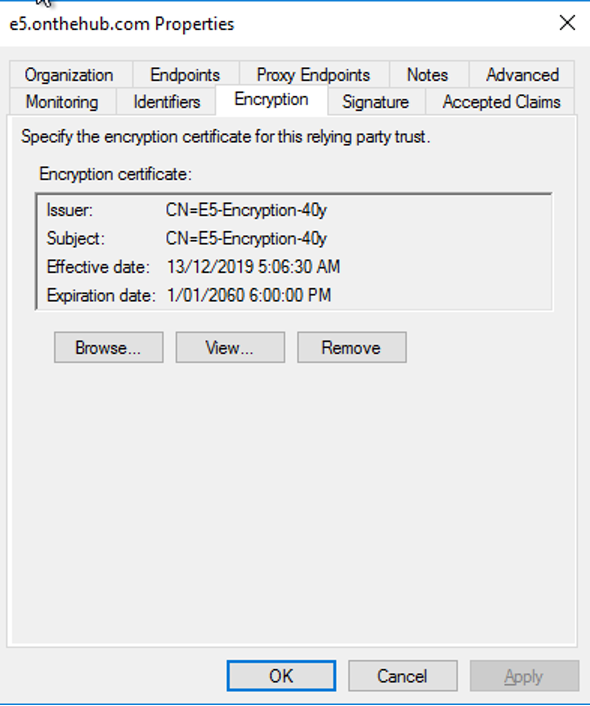 e5.onthehub.com Properties
Organization Endpoints Proxy Endpoints Notes Advanced
Monitoring Identifiers Encryption Signature Accepted Claims
Specify the encryption certificate for this relying party trust.
Encryption certificate:
Issuer: CN=E5-Encryption-40y
Subject: CN=E5-Encryption-40y
Effective date: 13/12/2019 5:06:30 AM
Expiration date: 1/01/2060 6:00:00 PM
Browse... View... Remove
OK Cancel Apply